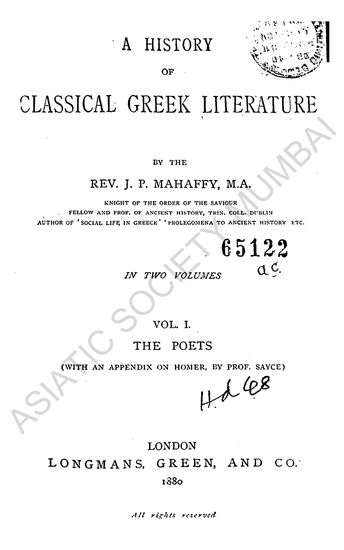 A HISTORY
OF
CLASSICAL GREEK LITERATURE
BY THE
REV. J. P. MAHAFFY, M.A.
KNIGHT OF THE ORDER OF THE SAVIOUR
FELLOW AND PROF. OF ANCIENT HISTORY, TRIN. COLL. DUBLIN
AUTHOR OF 'SOCIAL LIFE IN GREECE' 'PROLEGOMENA TO ANCIENT HISTORY' ETC.
65122
IN TWO VOLUMES
VOL. I.
THE POETS
(WITH AN APPENDIX ON HOMER, BY PROF. SAYCE)
LONDON
LONGMANS, GREEN, AND CO.
1880
All rights reserved
ASIATIC SOCIETY MUMBAI